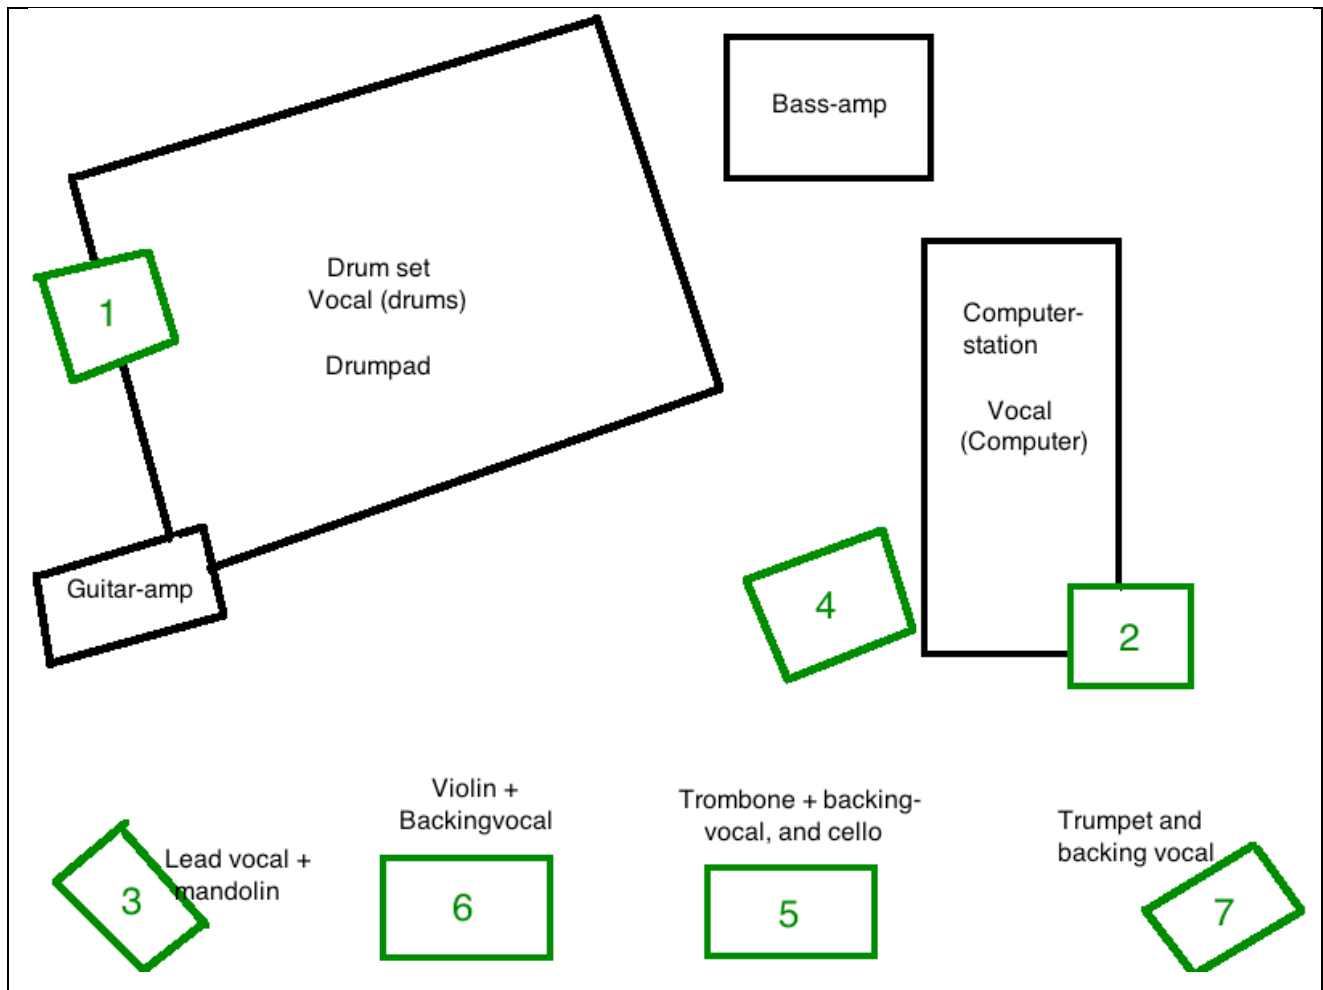 Bass-amp
Drum set
Vocal (drums)
Drumpad
1
Computer-
station
Vocal
(Computer)
Guitar-amp
4
2
Violin +
Backingvocal
Trombone + backing-
vocal, and cello
Trumpet and
backing vocal
Lead vocal +
mandolin
3
6
5
7